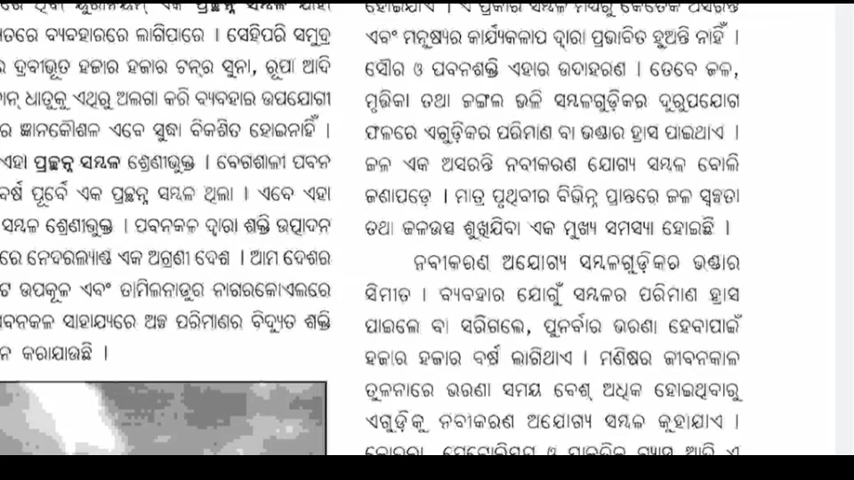 ବ୍ୟବହାରରେ ଲାଗିପାରେ । ସେହିପରି ସମୁଦ୍ର
ଦ୍ରବୀଭୂତ ହଜାର ହଜାର ଟନ୍‌ର ସୁନା, ରୂପା ଆଦି
ଧାତୁକୁ ଏଥିରୁ ଅଲଗା କରି ବ୍ୟବହାର ଉପଯୋଗୀ
ଜ୍ଞାନକୌଶଳ ଏବେ ସୁଦ୍ଧା ବିକଶିତ ହୋଇନାହିଁ ।
ଏହା ପ୍ରଚ୍ଛନ୍ନ ସମ୍ବଳ ଶ୍ରେଣୀଭୁକ୍ତ । ବେଗଶାଳୀ ପବନ
ବର୍ଷ ପୂର୍ବେ ଏକ ପ୍ରଚ୍ଛନ୍ନ ସମ୍ବଳ ଥିଲା । ଏବେ ଏହା
ସମ୍ବଳ ଶ୍ରେଣୀଭୁକ୍ତ । ପବନକଳ ଦ୍ୱାରା ଶକ୍ତି ଉତ୍ପାଦନ
ରେ ନେଦରଲ୍ୟାଣ୍ଡ ଏକ ଅଗ୍ରଣୀ ଦେଶ । ଆମ ଦେଶର
ଉପକୂଳ ଏବଂ ତାମିଲନାଡୁର ନାଗରକୋଏଲରେ
ପବନକଳ ସାହାଯ୍ୟରେ ଅଳ୍ପ ପରିମାଣର ବିଦ୍ୟୁତ ଶକ୍ତି
ନ କରାଯାଉଛି ।
ହୋଇଯାଏ । ଏ ପ୍ରକାର ସମ୍ବଳ ମଧ୍ୟରୁ କେତେକ ଅସରନ୍ତି
ଏବଂ ମନୁଷ୍ୟର କାର୍ଯ୍ୟକଳାପ ଦ୍ୱାରା ପ୍ରଭାବିତ ହୁଅନ୍ତି ନାହିଁ ।
ସୌର ଓ ପବନଶକ୍ତି ଏହାର ଉଦାହରଣ । ତେବେ ଜଳ,
ମୃତ୍ତିକା ତଥା ଜଙ୍ଗଲ ଭଳି ସମ୍ବଳଗୁଡ଼ିକର ଦୁରୁପଯୋଗ
ଫଳରେ ଏଗୁଡ଼ିକର ପରିମାଣ ବା ଭଣ୍ଡାର ହ୍ରାସ ପାଇଥାଏ ।
ଜଳ ଏକ ଅସରନ୍ତି ନବୀକରଣ ଯୋଗ୍ୟ ସମ୍ବଳ ବୋଲି
ଜଣାପଡ଼େ । ମାତ୍ର ପୃଥିବୀର ବିଭିନ୍ନ ପ୍ରାନ୍ତରେ ଜଳ ସ୍ୱଳ୍ପତା
ତଥା ଜଳଉତ୍ସ ଶୁଖିଯିବା ଏକ ମୁଖ୍ୟ ସମସ୍ୟା ହୋଇଛି ।
ନବୀକରଣ ଅଯୋଗ୍ୟ ସମ୍ବଳଗୁଡ଼ିକର ଭଣ୍ଡାର
ସିମୀତ । ବ୍ୟବହାର ଯୋଗୁଁ ସମ୍ବଳର ପରିମାଣ ହ୍ରାସ
ପାଇଲେ ବା ସରିଗଲେ, ପୁନର୍ବାର ଭରଣା ହେବାପାଇଁ
ହଜାର ହଜାର ବର୍ଷ ଲାଗିଥାଏ । ମଣିଷର ଜୀବନକାଳ
ତୁଳନାରେ ଭରଣା ସମୟ ବେଶ୍ ଅଧିକ ହୋଇଥିବାରୁ
ଏଗୁଡ଼ିକୁ ନବୀକରଣ ଅଯୋଗ୍ୟ ସମ୍ବଳ କୁହାଯାଏ ।